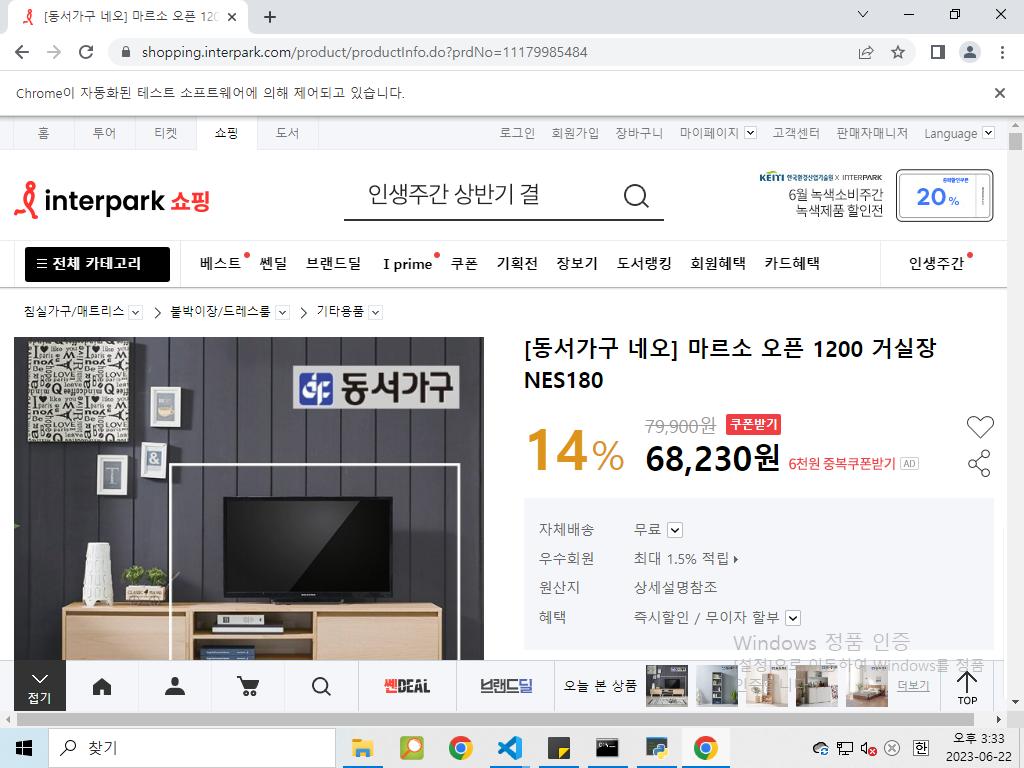 [동서가구 네오] 마르소 오픈 120
shopping.interpark.com/product/productInfo.do?prdNo=11179985484
Chrome이 자동화된 테스트 소프트웨어에 의해 제어되고 있습니다.
홈 투어 티켓 쇼핑 도서 로그인 회원가입 장바구니 마이페이지 고객센터 판매자매니저 Language
interpark 쇼핑
인생주간 상반기 결
KEITI 한국환경산업기술원 X INTERPARK
6월 녹색소비주간
녹색제품 할인전
중복할인쿠폰
20%
전체 카테고리 베스트 쎈딜 브랜드딜 I prime 쿠폰 기획전 장보기 도서랭킹 회원혜택 카드혜택 인생주간
침실가구/매트리스 붙박이장/드레스룸 기타용품
동서가구
T
&
[동서가구 네오] 마르소 오픈 1200 거실장
NES180
14%
79,900원 쿠폰받기
68,230원 6천원 중복쿠폰받기 AD
자체배송 무료
우수회원 최대 1.5% 적립
원산지 상세설명참조
혜택 즉시할인 / 무이자 할부
Windows 정품 인증
[설정]으로 이동하여 Windows를 정품
접기 쎈DEAL 브랜드딜 오늘 본 상품 더보기 TOP
찾기
오후 3:33
2023-06-22
한